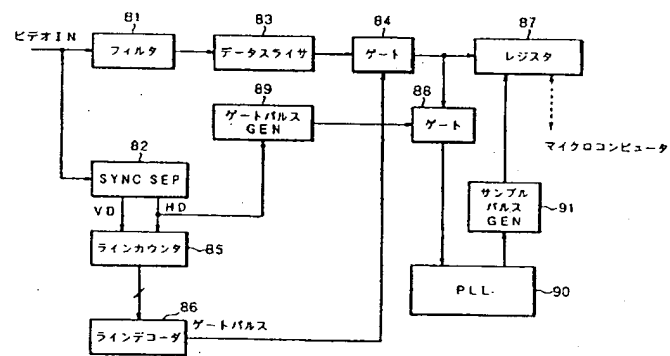 81
83
84
87
ビデオIN
フィルタ
データスライサ
ゲート
レジスタ
89
88
ゲートパルス
GEN
ゲート
マイクロコンピュータ
82
SYNC SEP
VD
HD
サンプル
パルス
GEN
91
ラインカウンタ
85
PLL.
90
86
ゲートパルス
ラインデコーダ